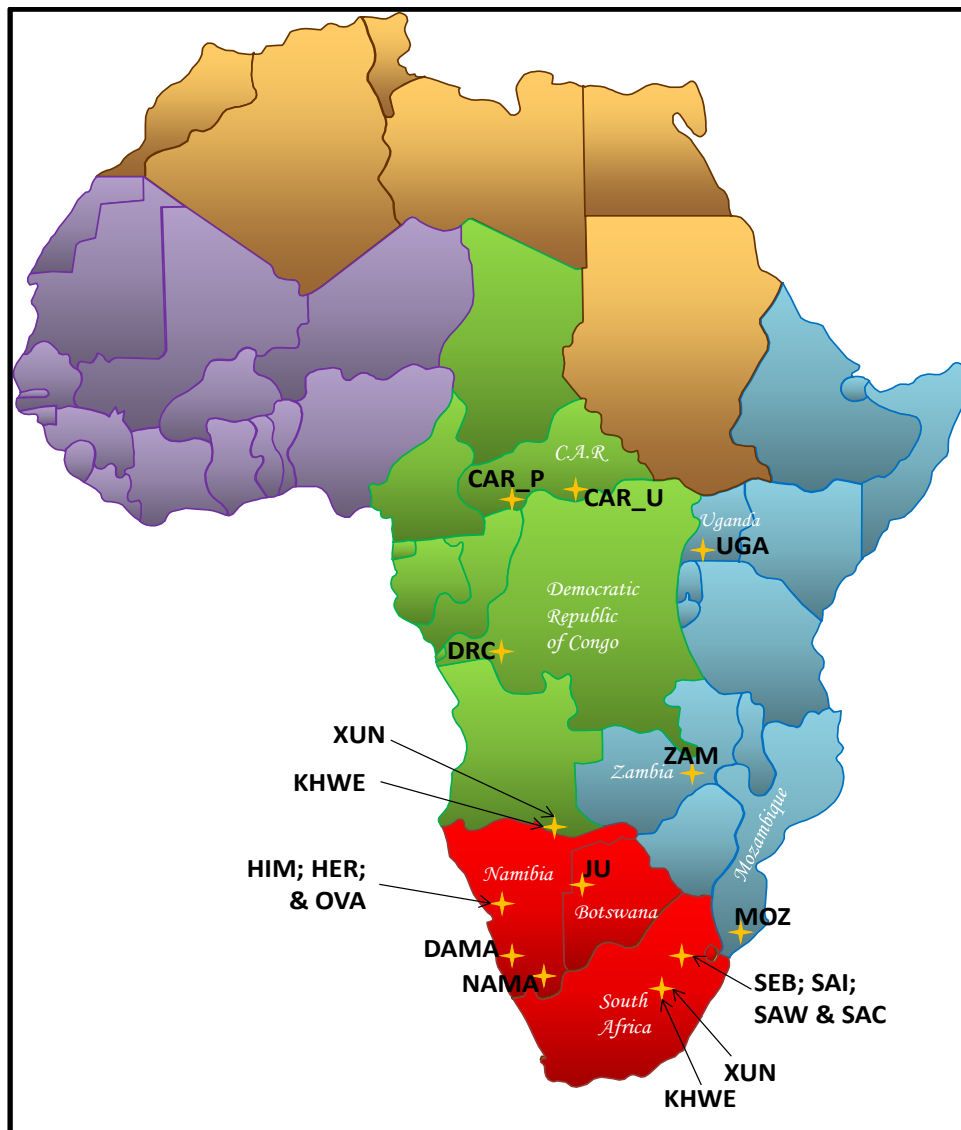 C.A.R
CAR_P
CAR_U
Uganda
UGA
Democratic
Republic
of Congo
DRC
XUN
ZAM
Zambia
KHWE
Mozambique
HIM; HER;
& OVA
Namibia
JU
Botswana
MOZ
DAMA
NAMA
SEB; SAI;
SAW & SAC
South
Africa
XUN
KHWE